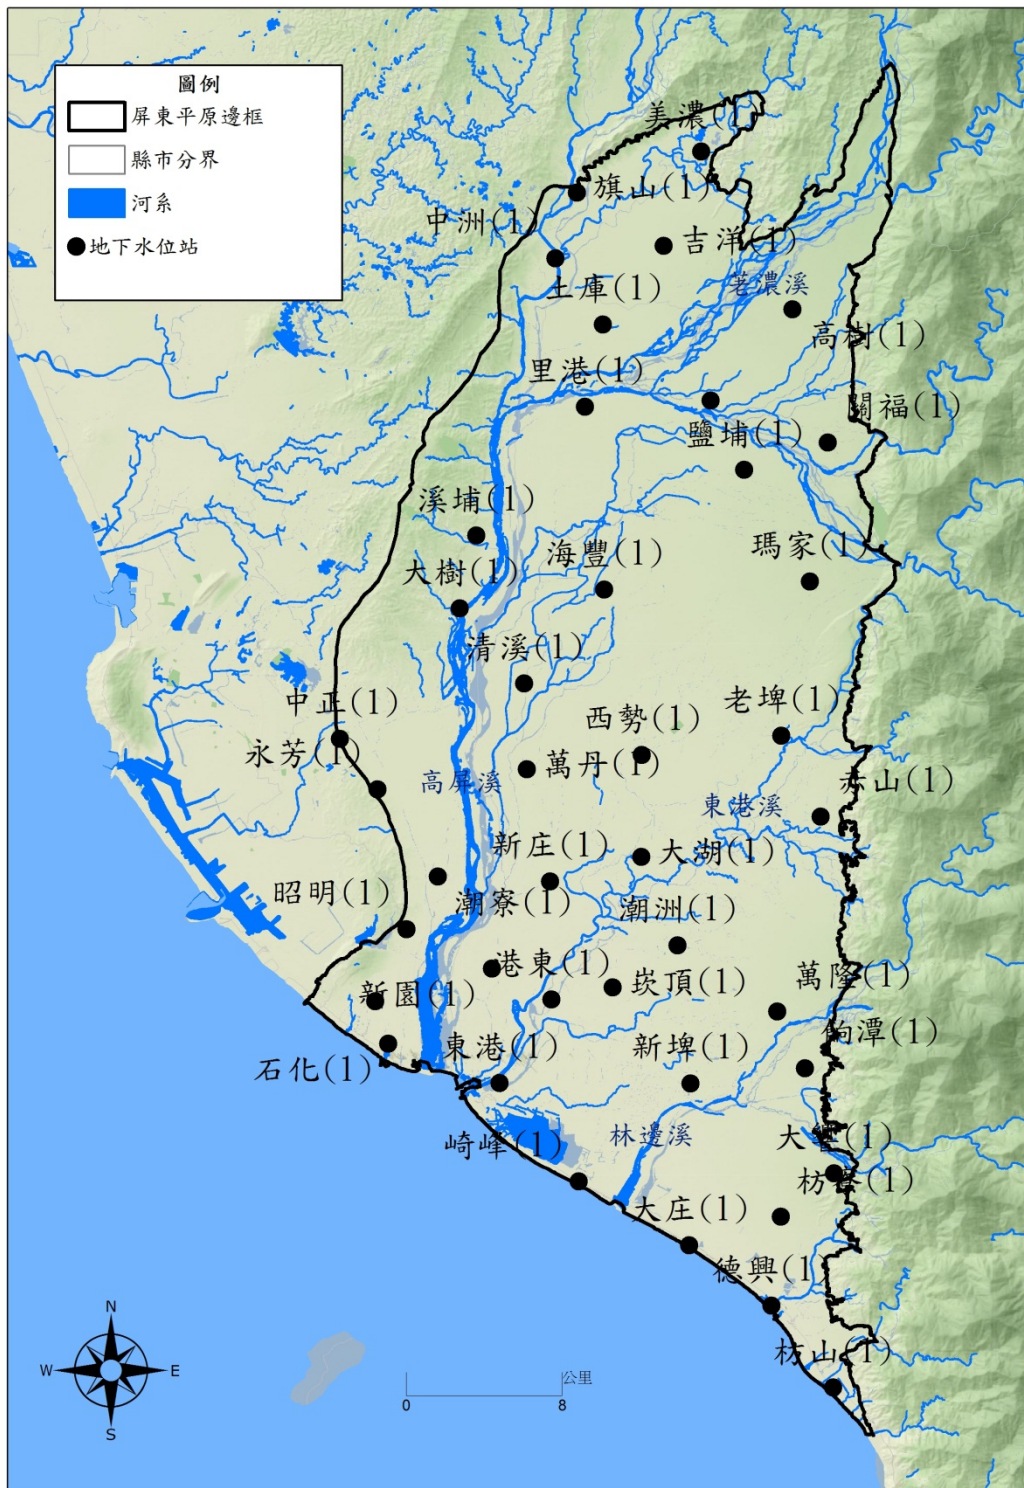 圖例
屏東平原邊框
縣市分界
河系
地下水位站
美濃(1)
旗山(1)
中洲(1)
吉洋(1)
土庫(1)
荖濃溪
高樹(1)
里港(1)
關福(1)
鹽埔(1)
溪埔(1)
海豐(1)
瑪家(1)
大樹(1)
清溪(1)
中正(1)
西勢(1)
老埤(1)
永芳(1)
萬丹(1)
高屏溪
赤山(1)
東港溪
新庄(1)
大湖(1)
昭明(1)
潮寮(1)
潮洲(1)
港東(1)
崁頂(1)
萬隆(1)
新園(1)
餉潭(1)
石化(1)
東港(1)
新埤(1)
崎峰(1)
林邊溪
大響(1)
枋寮(1)
大庄(1)
德興(1)
枋山(1)
N
W
E
S
公里
0
8